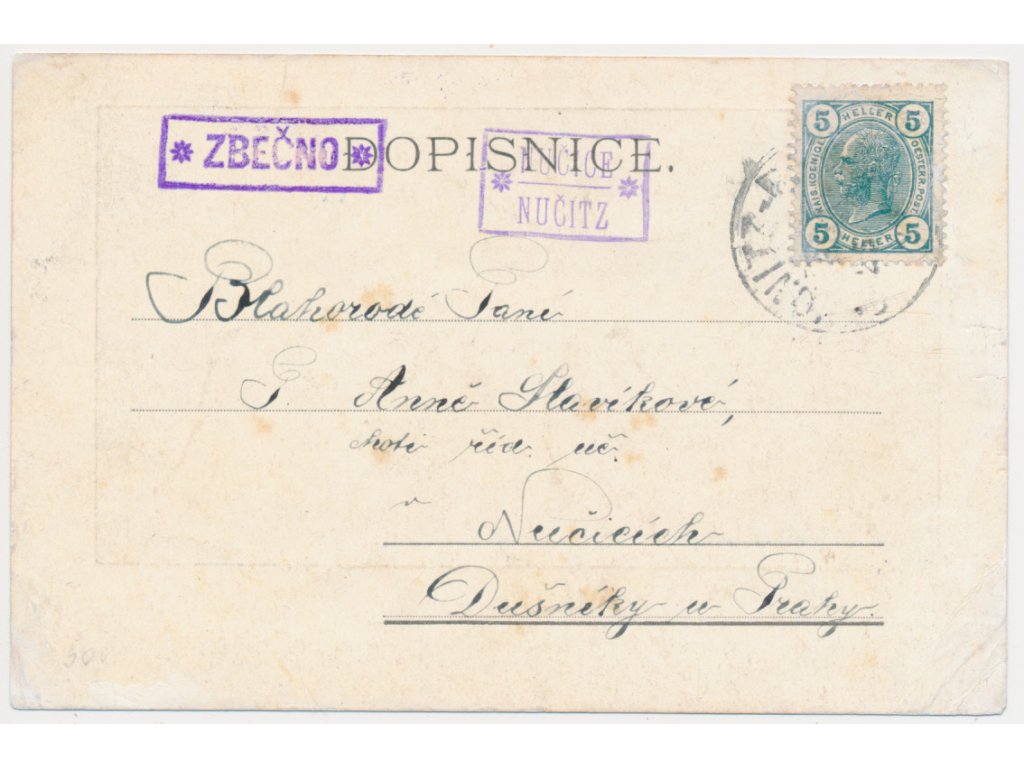 ZBEČNO
DOPISNICE.
NUČICE
NUČITZ
5 HELLER 5
KAIS. KOENIGL. OESTERR. POST.
5 HELLER 5
Blahorodé Paní
P. Anně Slavíkové,
choti říd. uč.
v
Nučicích
Dušníky u Prahy.